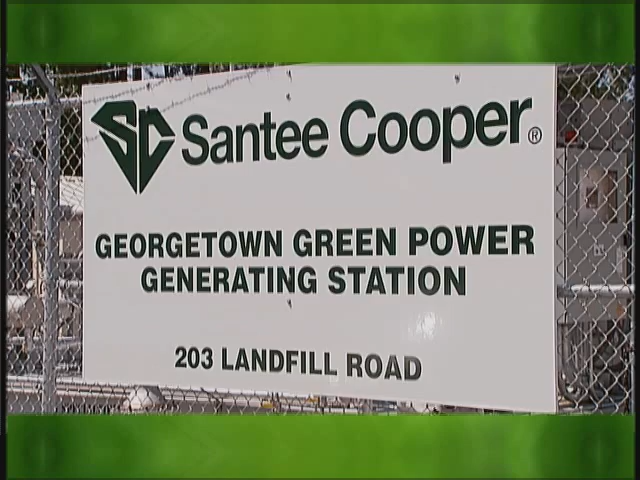 SC Santee Cooper®
GEORGETOWN GREEN POWER
GENERATING STATION
203 LANDFILL ROAD